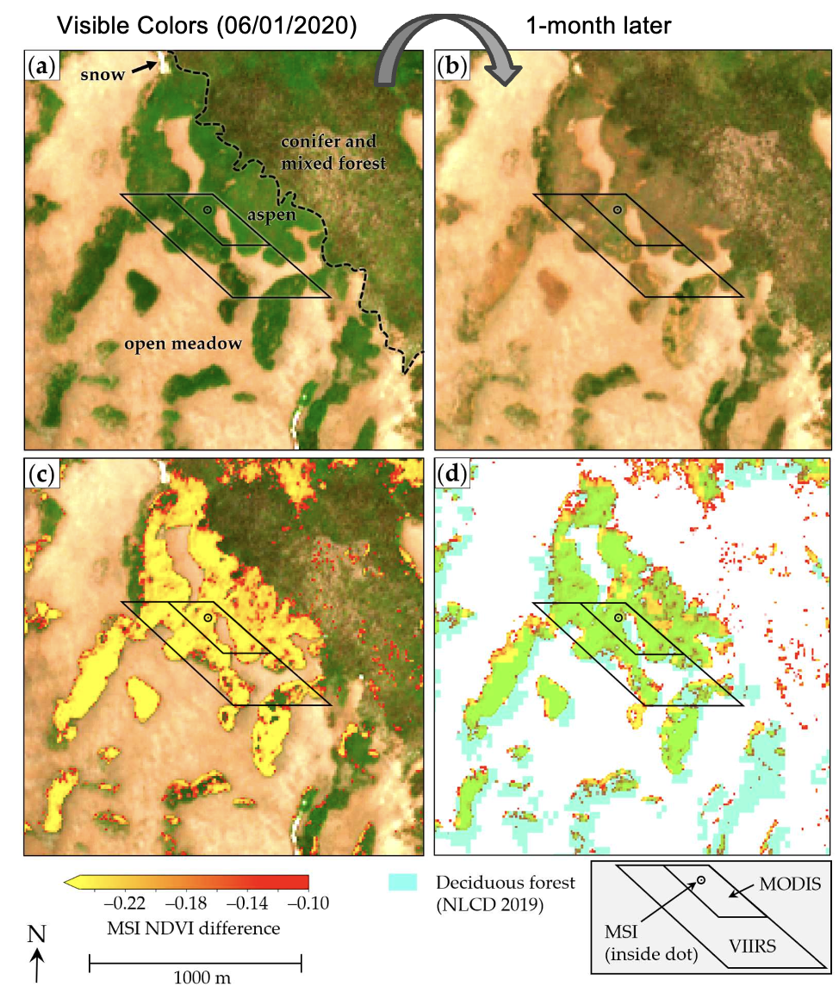 Visible Colors (06/01/2020)
1-month later
(a)
snow
conifer and
mixed forest
aspen
open meadow
(b)
(c)
(d)
−0.22 −0.18 −0.14 −0.10
MSI NDVI difference
N
1000 m
Deciduous forest
(NLCD 2019)
MODIS
MSI
(inside dot)
VIIRS